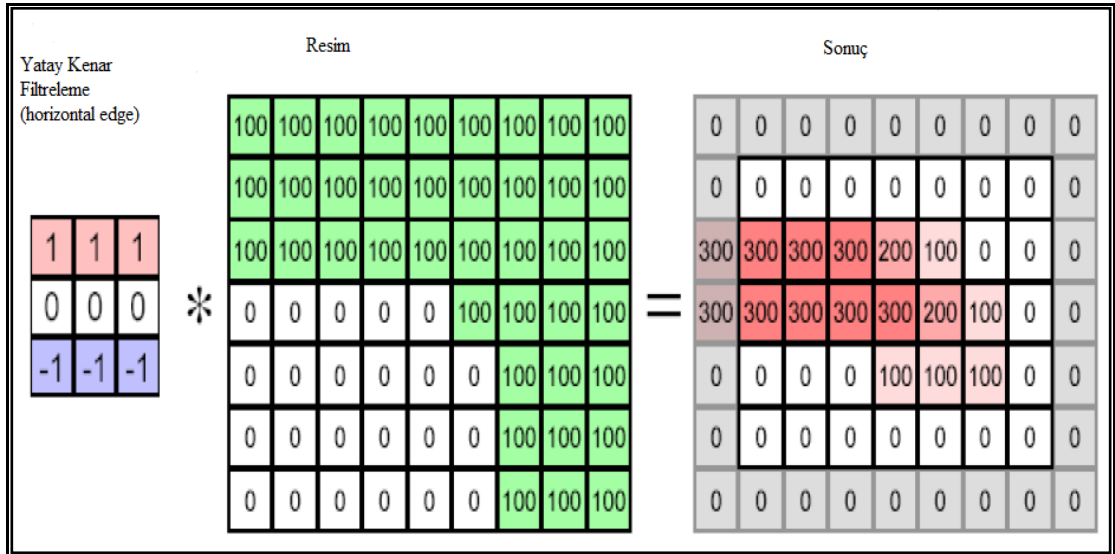 Resim
Sonuç
Yatay Kenar
Filtreleme
(horizontal edge)
1 1 1
0 0 0
-1 -1 -1
*
100 100 100 100 100 100 100 100 100
100 100 100 100 100 100 100 100 100
100 100 100 100 100 100 100 100 100
0 0 0 0 0 100 100 100 100
0 0 0 0 0 0 100 100 100
0 0 0 0 0 0 100 100 100
0 0 0 0 0 0 100 100 100
=
0 0 0 0 0 0 0 0 0
0 0 0 0 0 0 0 0 0
300 300 300 300 200 100 0 0 0
300 300 300 300 300 200 100 0 0
0 0 0 0 100 100 100 0 0
0 0 0 0 0 0 0 0 0
0 0 0 0 0 0 0 0 0